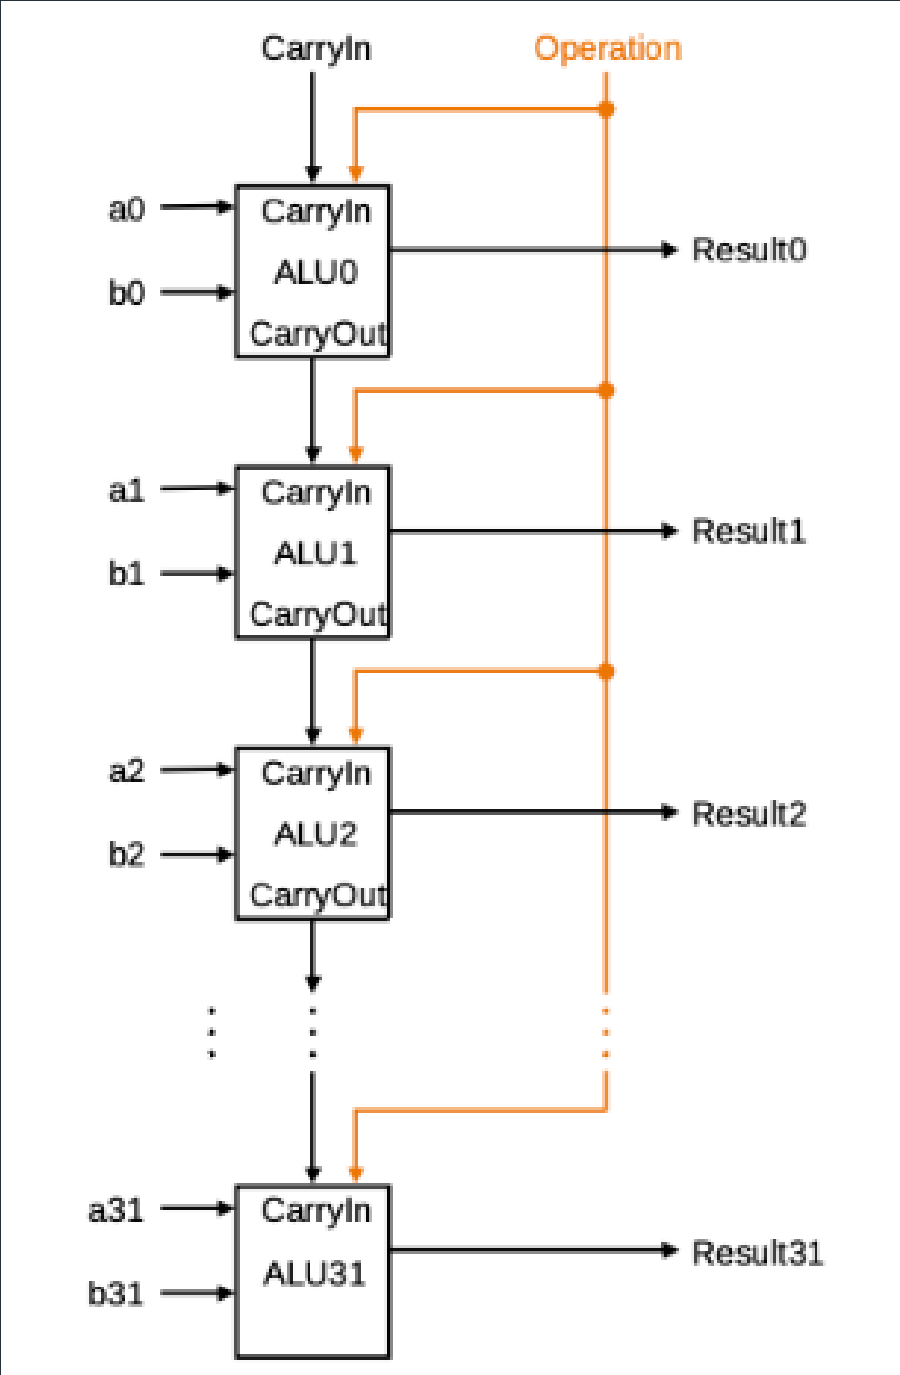 CarryIn Operation
a0 CarryIn
ALU0 Result0
b0
CarryOut
a1 CarryIn
ALU1 Result1
b1
CarryOut
a2 CarryIn
ALU2 Result2
b2
CarryOut
a31 CarryIn
ALU31 Result31
b31